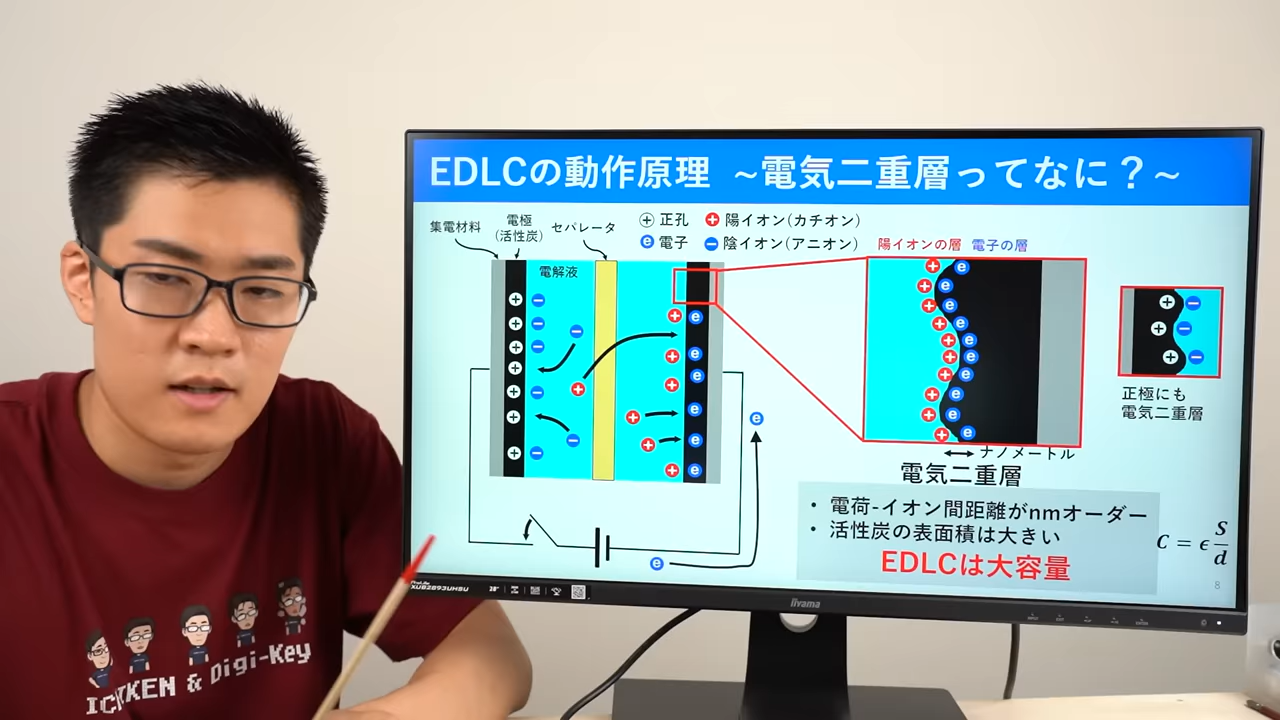 EDLCの動作原理 ~電気二重層ってなに？~
集電材料
電極
(活性炭)
セパレータ
正孔
陽イオン(カチオン)
電子
陰イオン(アニオン)
陽イオンの層
電子の層
電解液
ナノメートル
電気二重層
正極にも
電気二重層
・電荷-イオン間距離がnmオーダー
・活性炭の表面積は大きい
EDLCは大容量
C = ϵ S/d
8
ProLite
XUB2893UHSU
iiyama
& Digi-Key